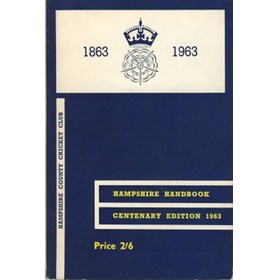 1863 1963
HAMPSHIRE COUNTY CRICKET CLUB
HAMPSHIRE HANDBOOK
CENTENARY EDITION 1963
Price 2/6